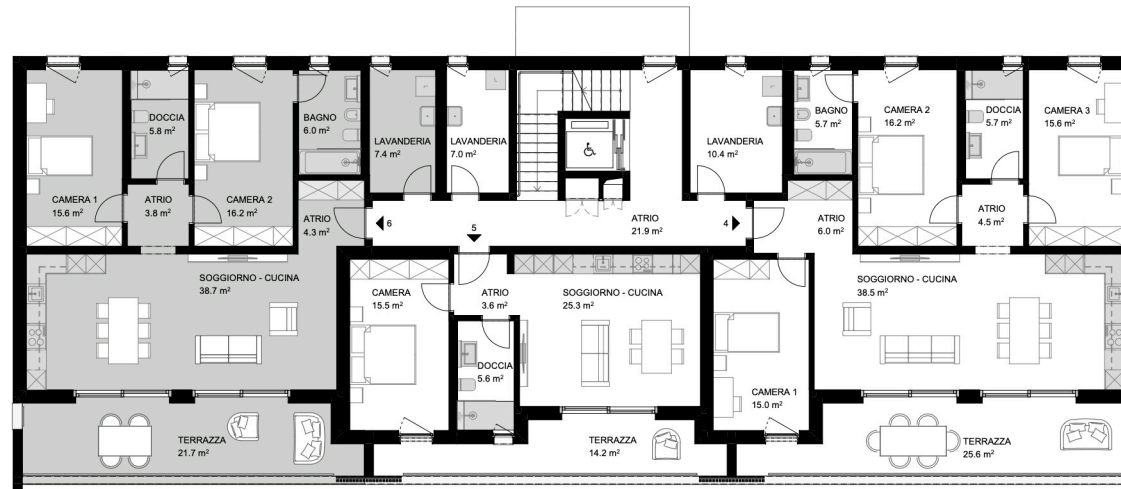 DOCCIA
5.8 m²
BAGNO
6.0 m²
LAVANDERIA
7.4 m²
LAVANDERIA
7.0 m²
LAVANDERIA
10.4 m²
BAGNO
5.7 m²
CAMERA 2
16.2 m²
DOCCIA
5.7 m²
CAMERA 3
15.6 m²
CAMERA 1
15.6 m²
ATRIO
3.8 m²
CAMERA 2
16.2 m²
ATRIO
4.3 m²
6
5
ATRIO
21.9 m²
4
ATRIO
6.0 m²
ATRIO
4.5 m²
SOGGIORNO - CUCINA
38.7 m²
CAMERA
15.5 m²
ATRIO
3.6 m²
SOGGIORNO - CUCINA
25.3 m²
SOGGIORNO - CUCINA
38.5 m²
DOCCIA
5.6 m²
CAMERA 1
15.0 m²
TERRAZZA
21.7 m²
TERRAZZA
14.2 m²
TERRAZZA
25.6 m²